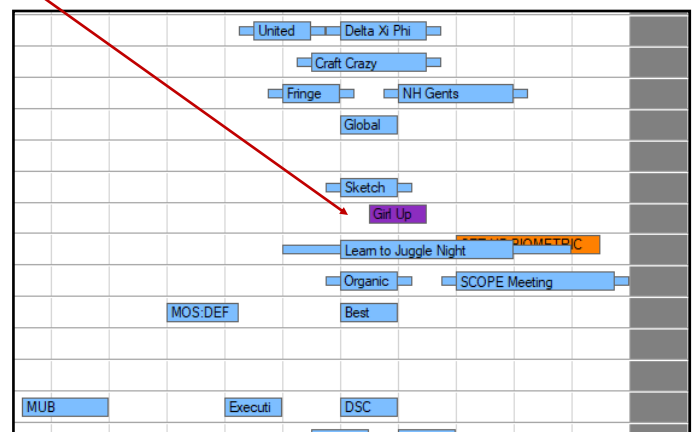 United Delta Xi Phi
Craft Crazy
Fringe NH Gents
Global
Sketch
Girl Up
BIOMETRIC
Learn to Juggle Night
Organic SCOPE Meeting
MOS:DEF Best
MUB Executi DSC